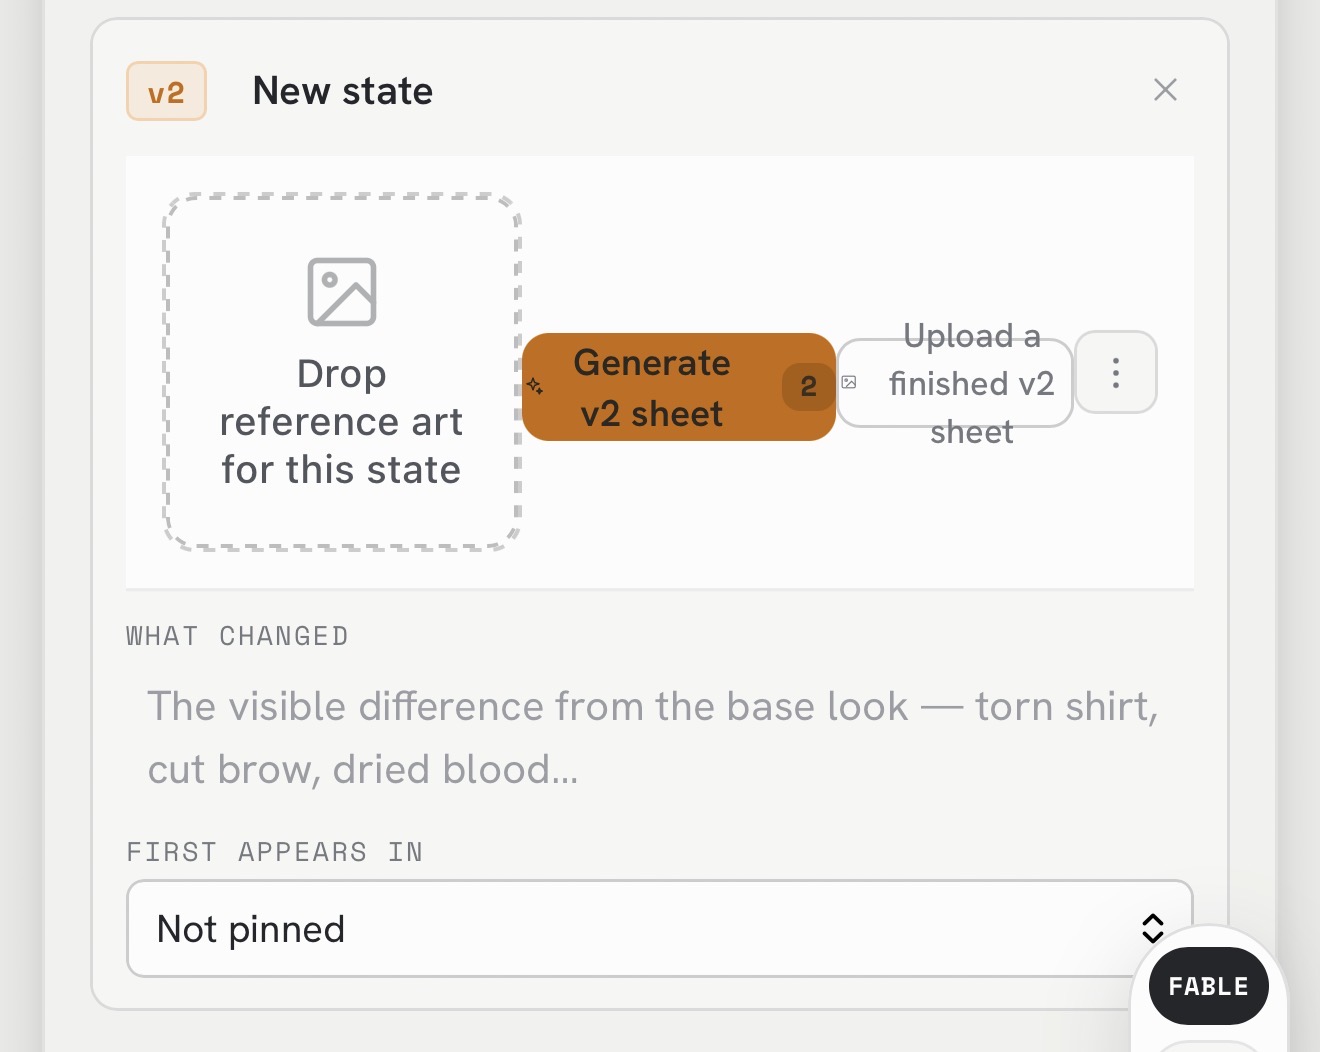 v2 New state
Drop
reference art
for this state
Generate
v2 sheet
2
Upload a
finished v2
sheet
WHAT CHANGED
The visible difference from the base look — torn shirt,
cut brow, dried blood...
FIRST APPEARS IN
Not pinned
FABLE